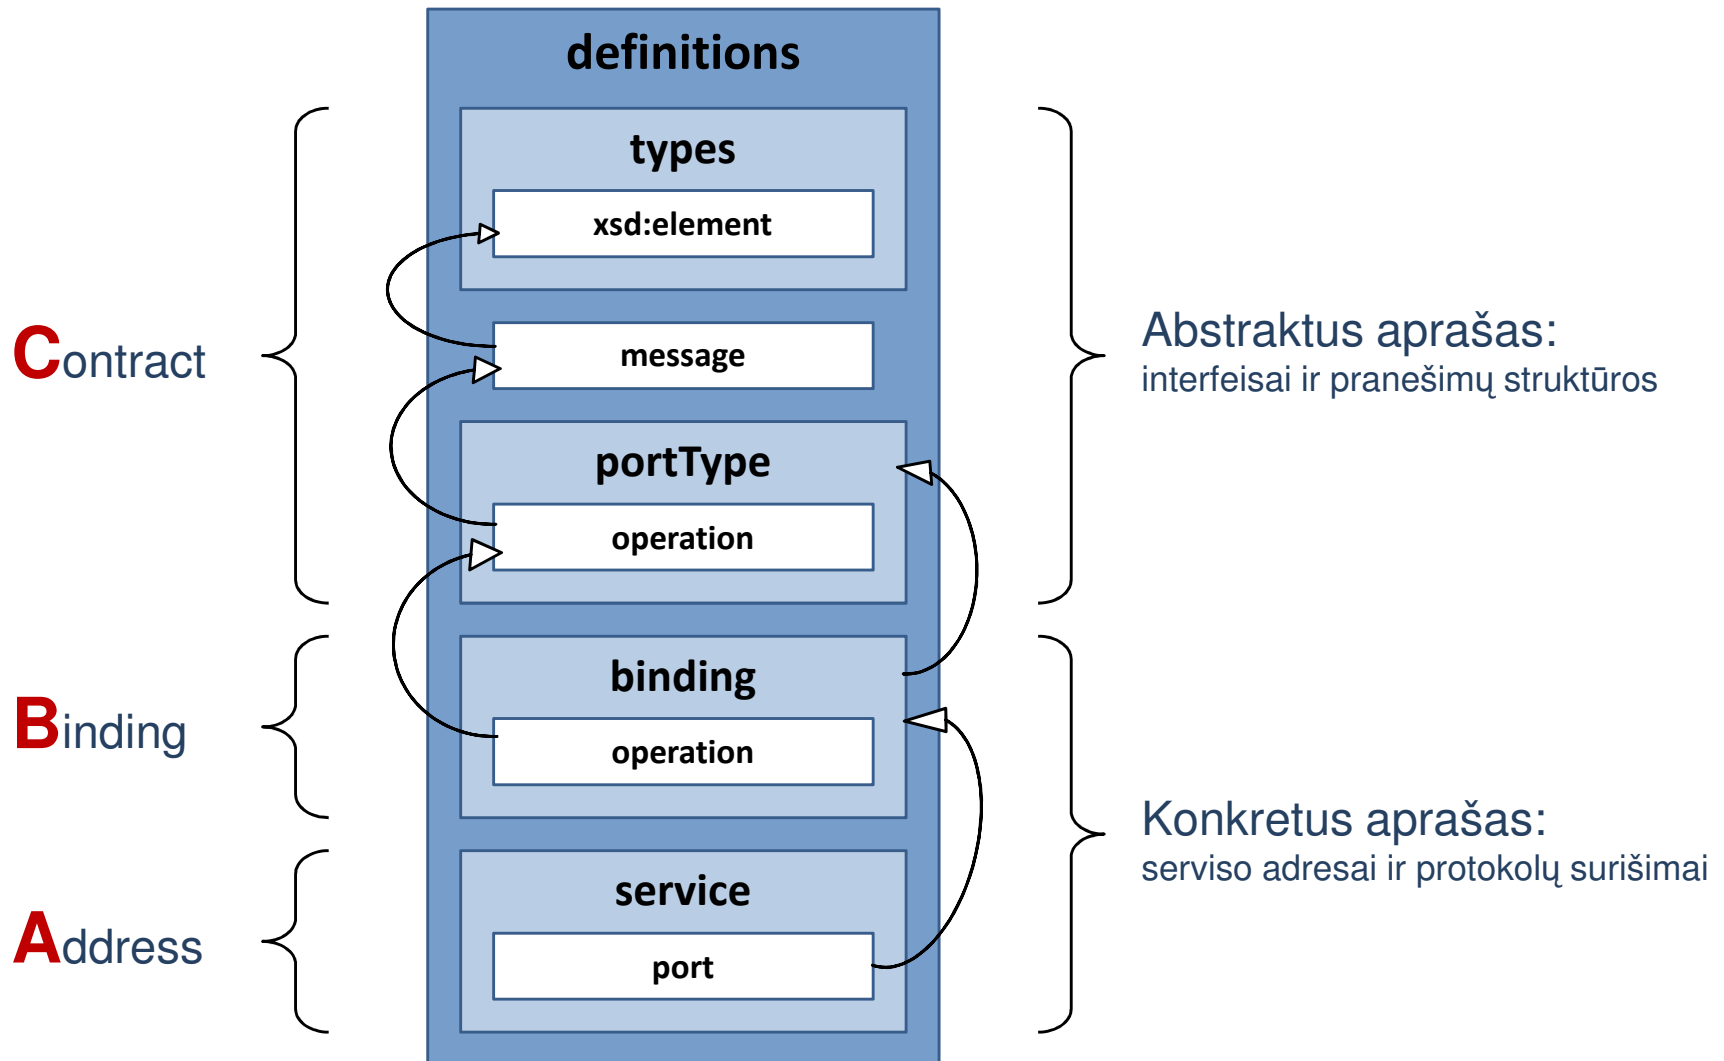 definitions
types
xsd:element
message
portType
operation
binding
operation
service
port
Contract
Binding
Address
Abstraktus aprašas:
interfeisai ir pranešimų struktūros
Konkretus aprašas:
serviso adresai ir protokolų surišimai